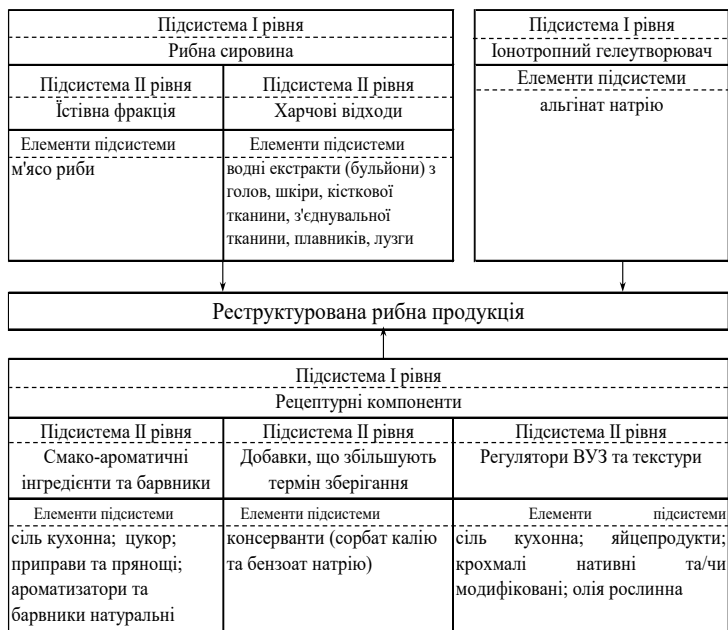 Підсистема І рівня
Рибна сировина
Підсистема ІІ рівня
Їстівна фракція
Елементи підсистеми
м'ясо риби
Підсистема ІІ рівня
Харчові відходи
Елементи підсистеми
водні екстракти (бульйони) з
голов, шкіри, кісткової
тканини, з'єднувальної
тканини, плавників, лузги
Підсистема І рівня
Іонотропний гелеутворювач
Елементи підсистеми
альгінат натрію
Реструктурована рибна продукція
Підсистема І рівня
Рецептурні компоненти
Підсистема ІІ рівня
Смако-ароматичні
інгредієнти та барвники
Елементи підсистеми
сіль кухонна; цукор;
приправи та прянощі;
ароматизатори та
барвники натуральні
Підсистема ІІ рівня
Добавки, що збільшують
термін зберігання
Елементи підсистеми
консерванти (сорбат калію
та бензоат натрію)
Підсистема ІІ рівня
Регулятори ВУЗ та текстури
Елементи підсистеми
сіль кухонна; яйцепродукти;
крохмалі нативні та/чи
модифіковані; олія рослинна